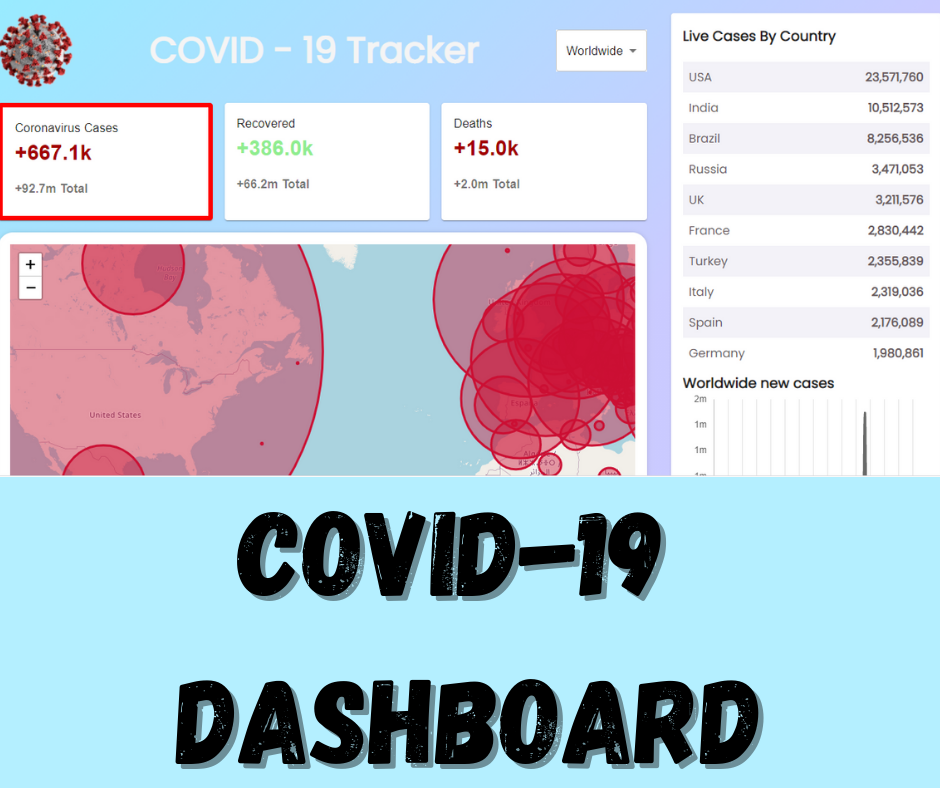 COVID - 19 Tracker
Worldwide
Coronavirus Cases
+667.1k
+92.7m Total
Recovered
+386.0k
+66.2m Total
Deaths
+15.0k
+2.0m Total
+
−
United States
Live Cases By Country
USA 23,571,760
India 10,512,573
Brazil 8,256,536
Russia 3,471,053
UK 3,211,576
France 2,830,442
Turkey 2,355,839
Italy 2,319,036
Spain 2,176,089
Germany 1,980,861
Worldwide new cases
2m
1m
1m
1m
COVID-19
DASHBOARD